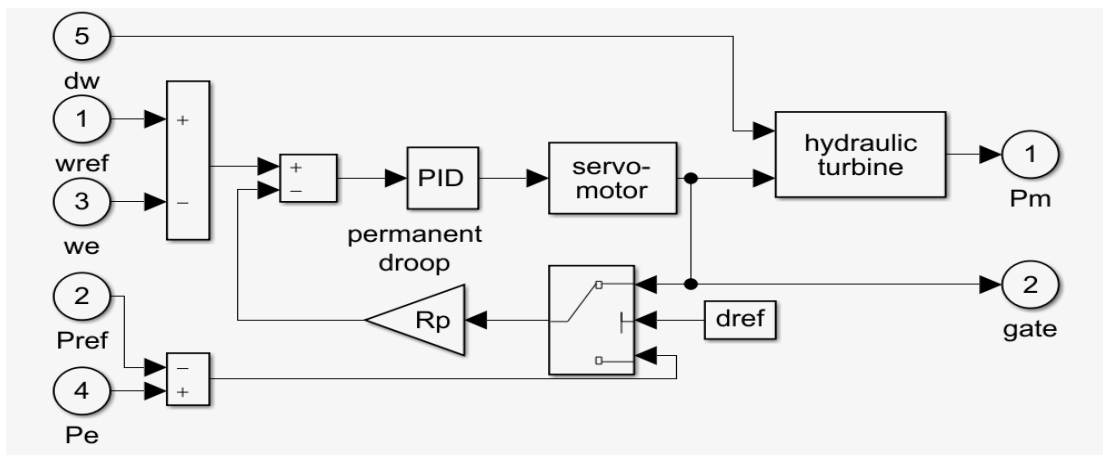 5
dw
1
wref
3
we
2
Pref
4
Pe
+
−
+
−
−
+
PID
permanent
droop
servo-
motor
hydraulic
turbine
Rp
dref
1
Pm
2
gate